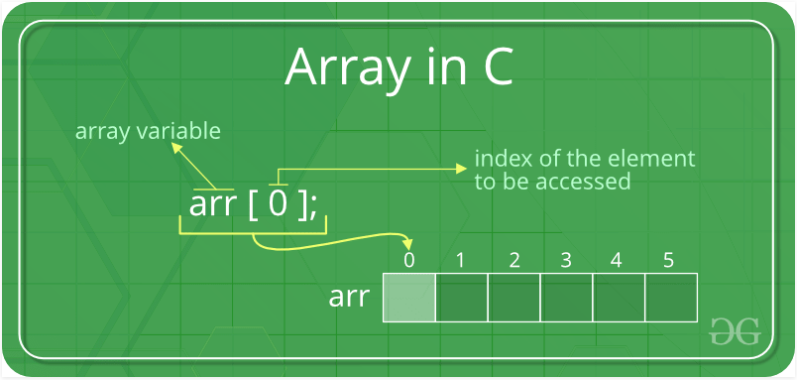 Array in C
array variable
index of the element
to be accessed
arr [ 0 ];
0 1 2 3 4 5
arr
GG